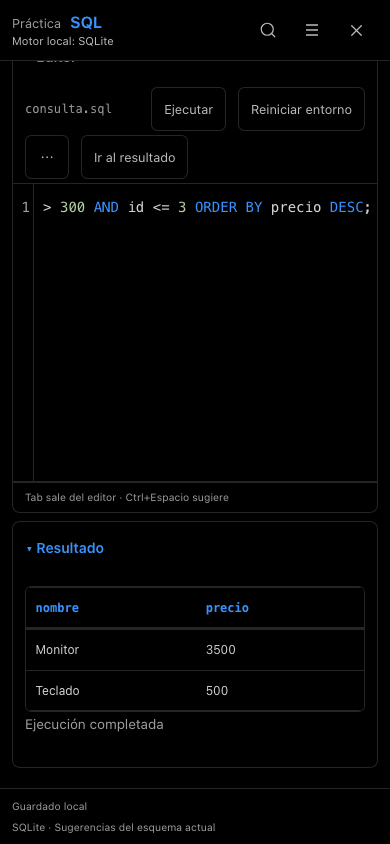 Práctica SQL
Motor local: SQLite
Editor
consulta.sql
Ejecutar
Reiniciar entorno
...
Ir al resultado
1 > 300 AND id <= 3 ORDER BY precio DESC;
Tab sale del editor · Ctrl+Espacio sugiere
▾ Resultado
nombre precio
Monitor 3500
Teclado 500
Ejecución completada
Guardado local
SQLite · Sugerencias del esquema actual